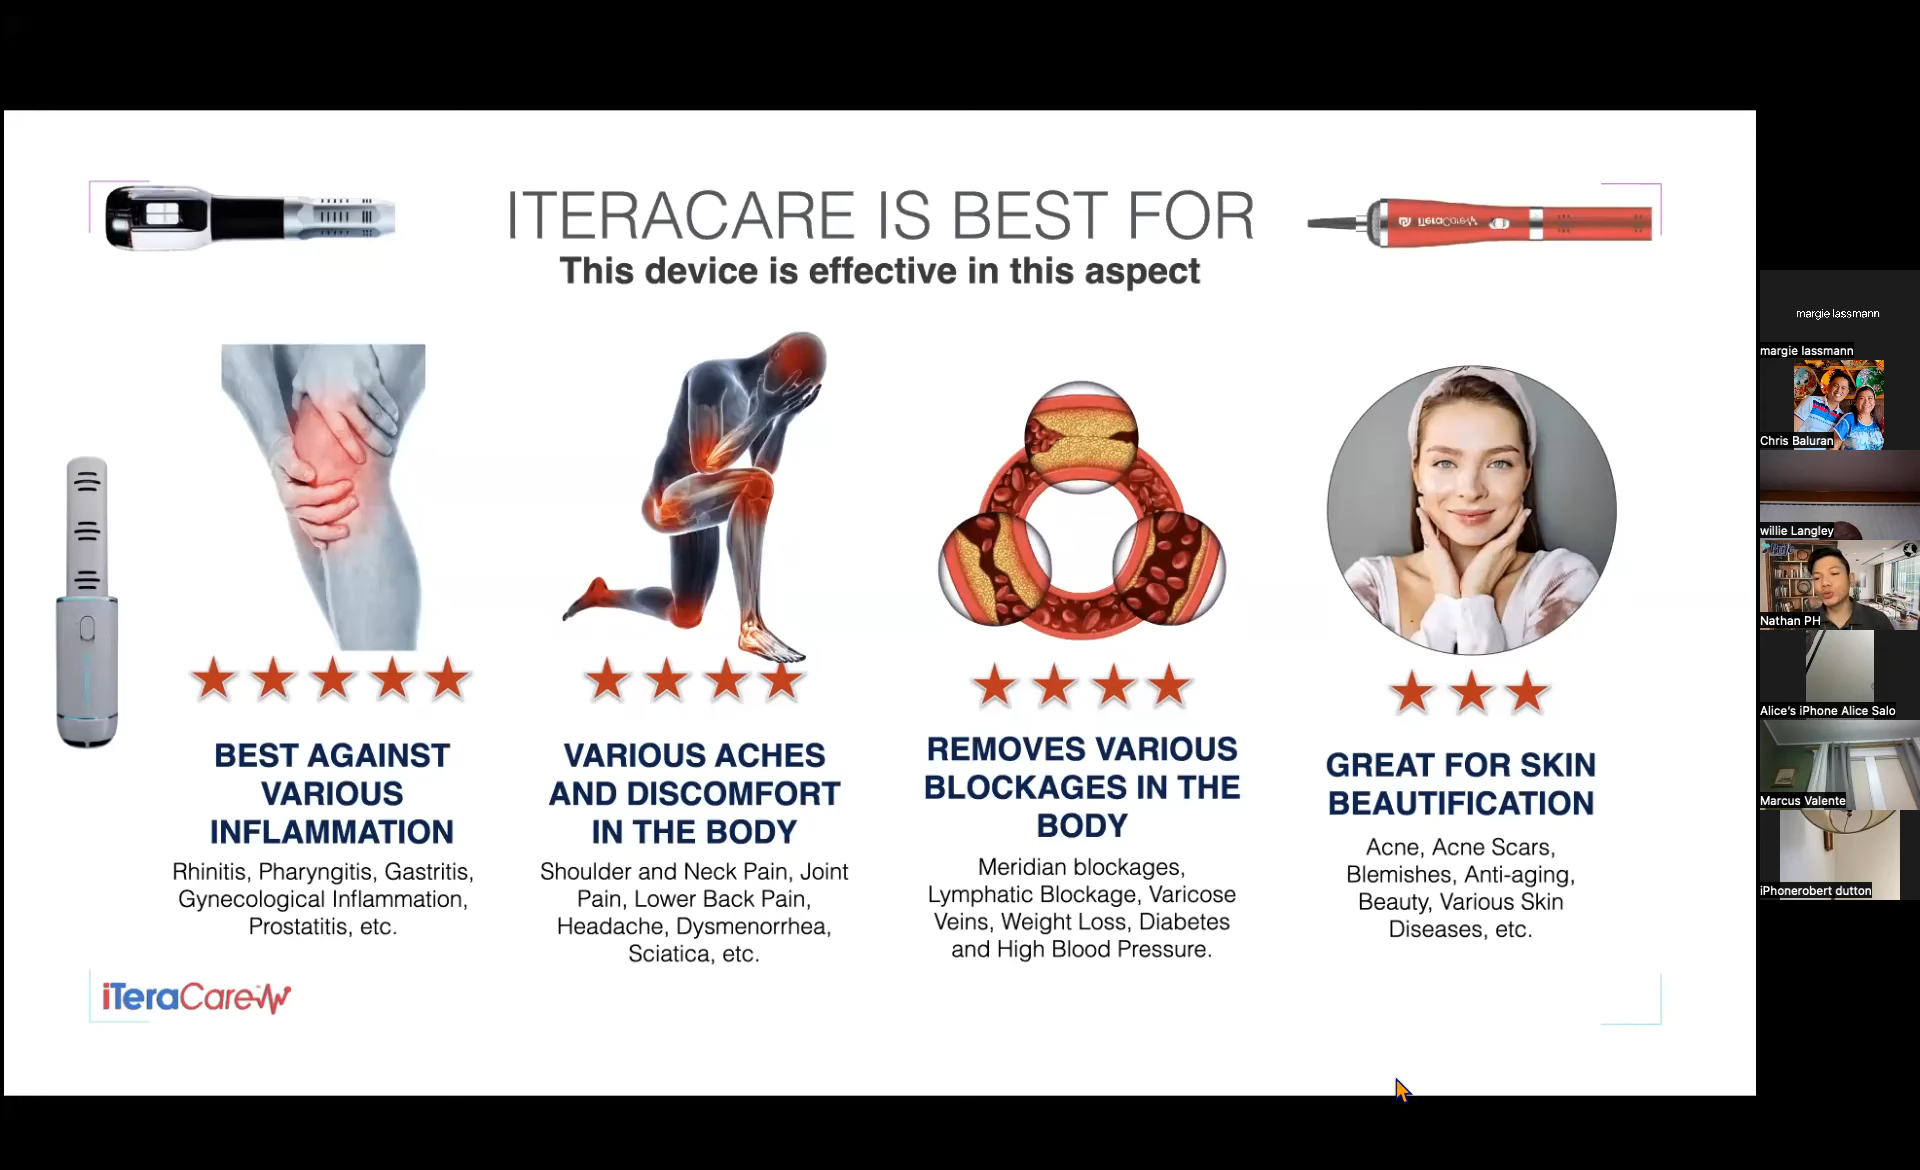 ITERACARE IS BEST FOR
This device is effective in this aspect
iTeraCare
BEST AGAINST
VARIOUS
INFLAMMATION
Rhinitis, Pharyngitis, Gastritis,
Gynecological Inflammation,
Prostatitis, etc.
VARIOUS ACHES
AND DISCOMFORT
IN THE BODY
Shoulder and Neck Pain, Joint
Pain, Lower Back Pain,
Headache, Dysmenorrhea,
Sciatica, etc.
REMOVES VARIOUS
BLOCKAGES IN THE
BODY
Meridian blockages,
Lymphatic Blockage, Varicose
Veins, Weight Loss, Diabetes
and High Blood Pressure.
GREAT FOR SKIN
BEAUTIFICATION
Acne, Acne Scars,
Blemishes, Anti-aging,
Beauty, Various Skin
Diseases, etc.
iTeraCare
margie lassmann
margie lassmann
Chris Baluran
willie Langley
Nathan PH
Alice's iPhone Alice Salo
Marcus Valente
iPhonerobert dutton